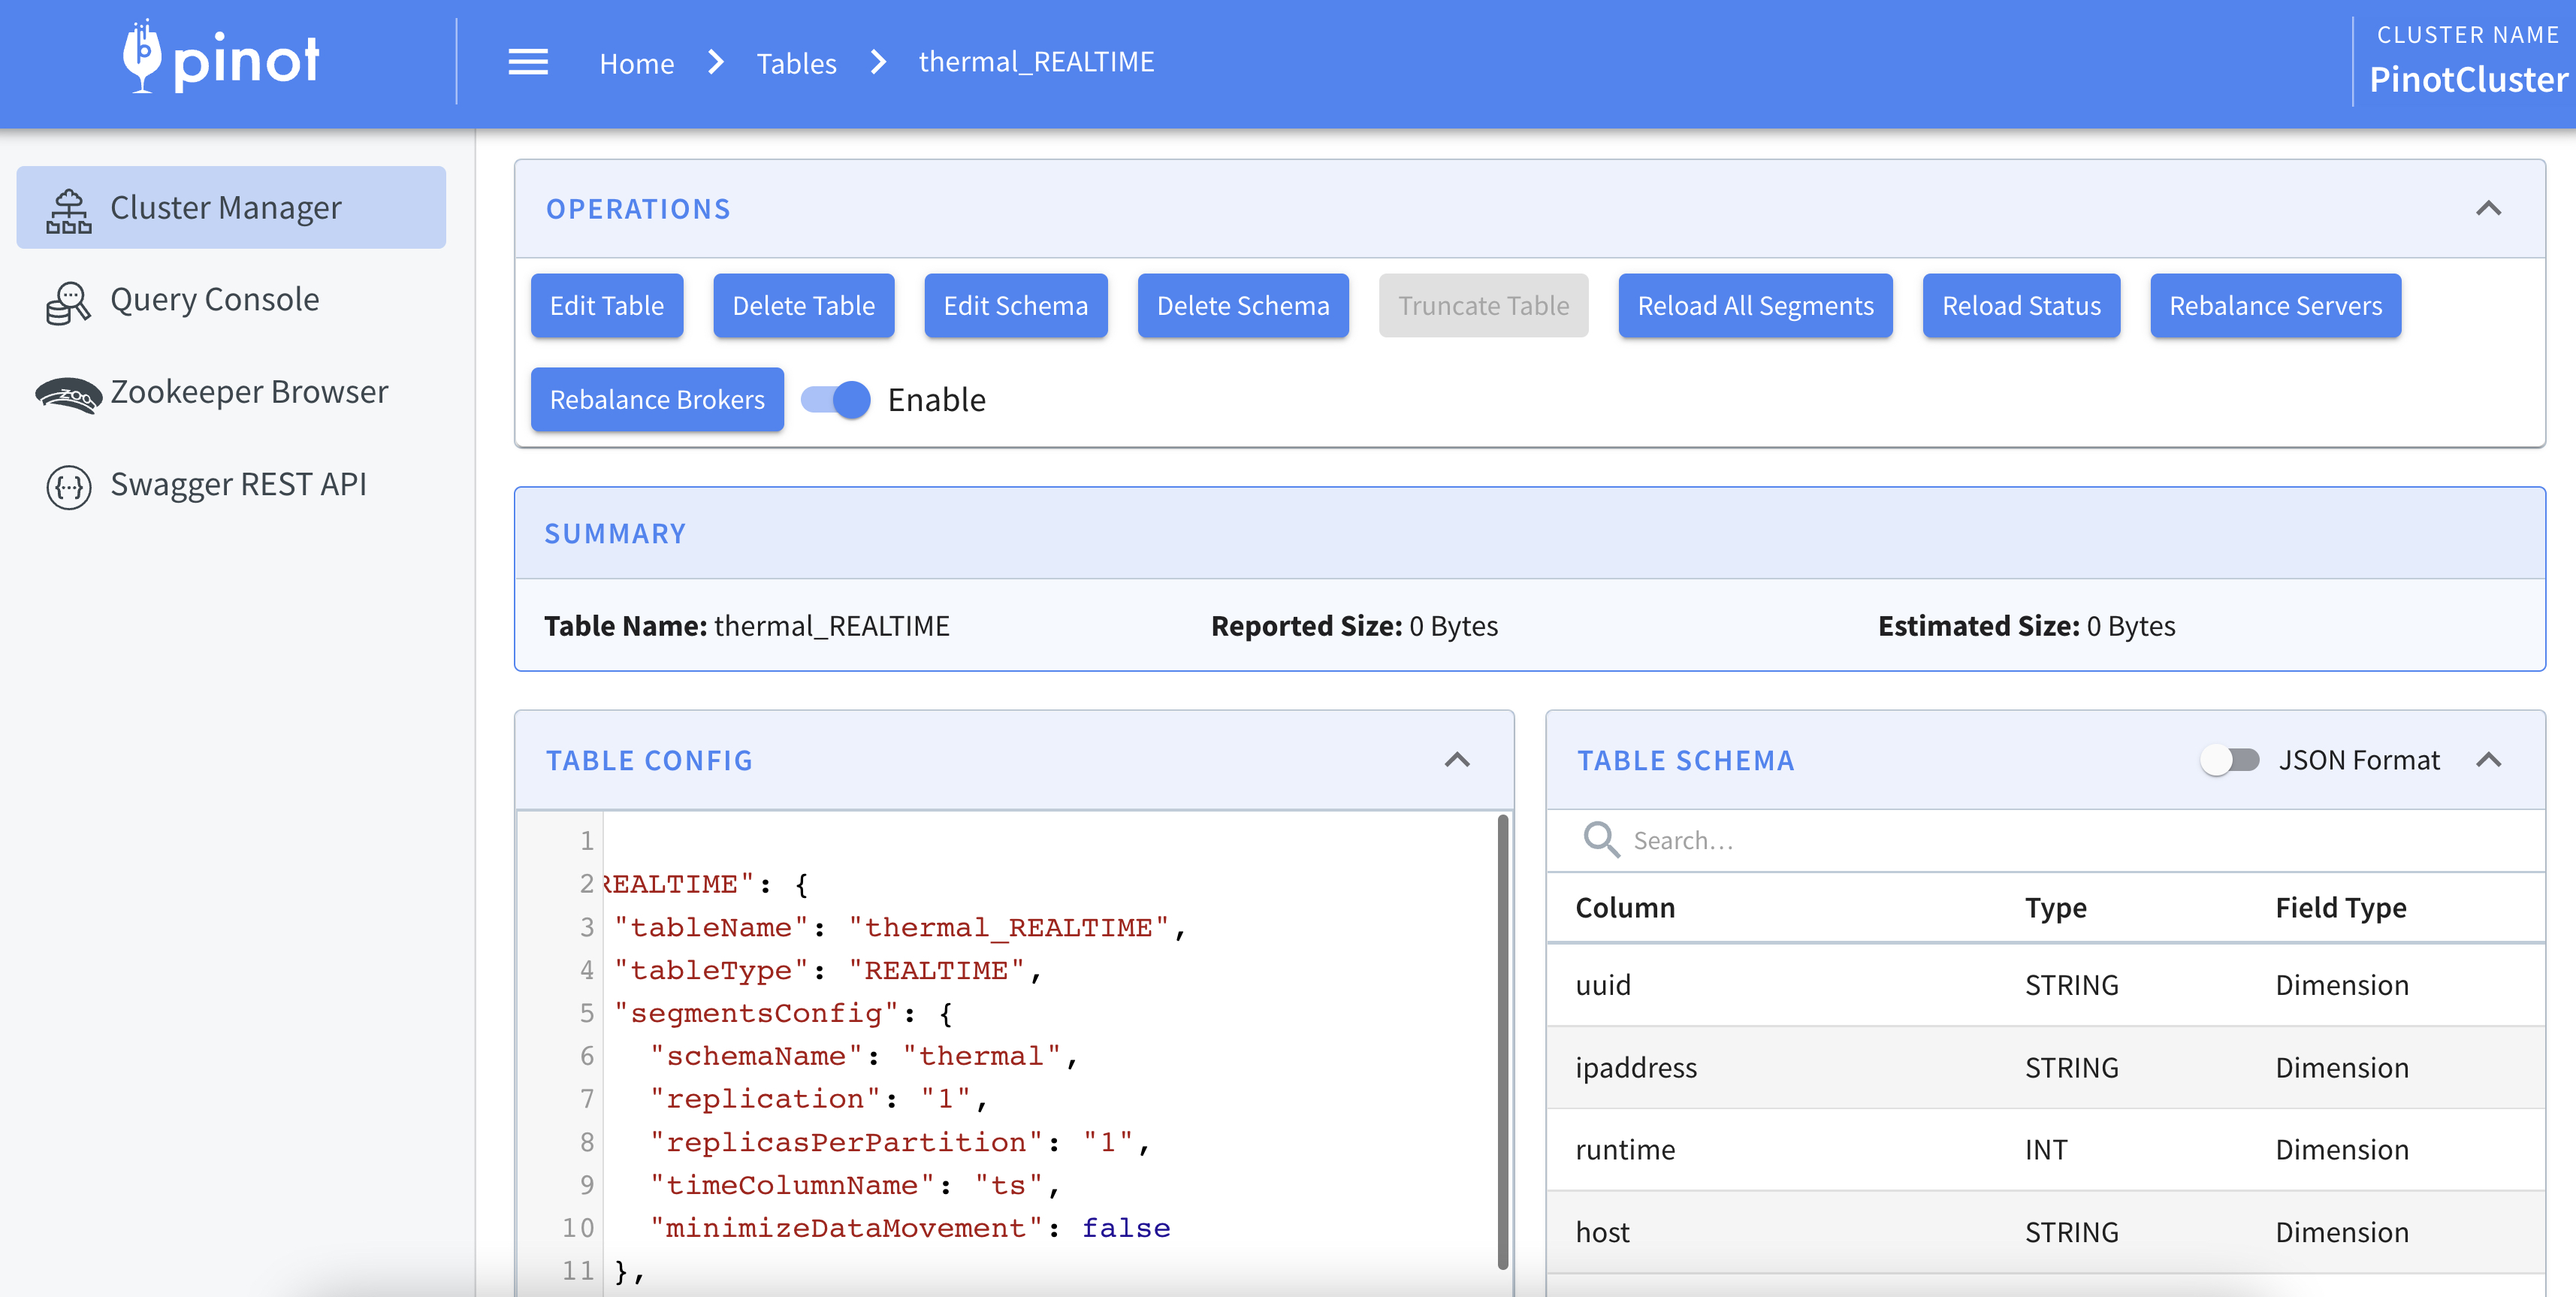 pinot
Home > Tables > thermal_REALTIME
CLUSTER NAME
PinotCluster
Cluster Manager
Query Console
ZOO
Zookeeper Browser
Swagger REST API
OPERATIONS
Edit Table Delete Table Edit Schema Delete Schema Truncate Table Reload All Segments Reload Status Rebalance Servers
Rebalance Brokers Enable
SUMMARY
Table Name: thermal_REALTIME Reported Size: 0 Bytes Estimated Size: 0 Bytes
TABLE CONFIG
1
2 REALTIME": {
3 "tableName": "thermal_REALTIME",
4 "tableType": "REALTIME",
5 "segmentsConfig": {
6 "schemaName": "thermal",
7 "replication": "1",
8 "replicasPerPartition": "1",
9 "timeColumnName": "ts",
10 "minimizeDataMovement": false
11 },
TABLE SCHEMA JSON Format
Search...
Column Type Field Type
uuid STRING Dimension
ipaddress STRING Dimension
runtime INT Dimension
host STRING Dimension